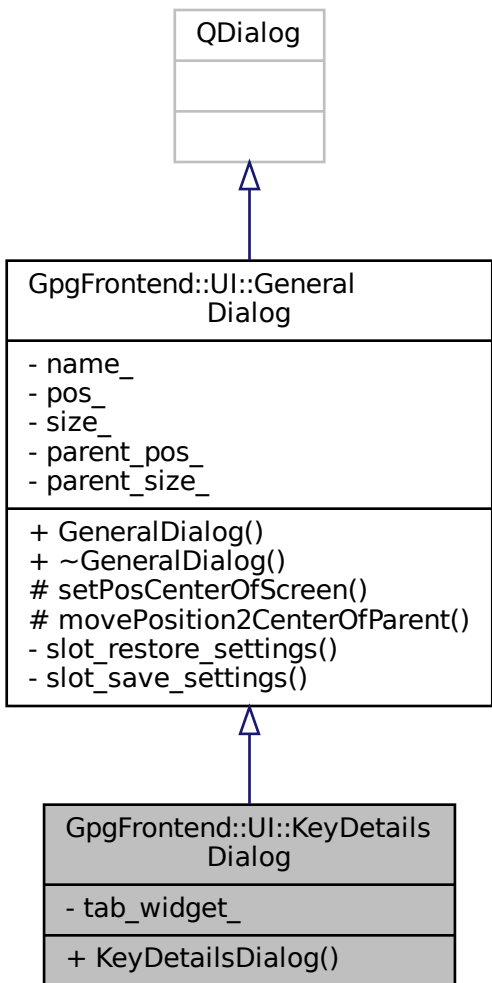 QDialog
GpgFrontend::UI::General
Dialog
- name_
- pos_
- size_
- parent_pos_
- parent_size_
+ GeneralDialog()
+ ~GeneralDialog()
# setPosCenterOfScreen()
# movePosition2CenterOfParent()
- slot_restore_settings()
- slot_save_settings()
GpgFrontend::UI::KeyDetails
Dialog
- tab_widget_
+ KeyDetailsDialog()